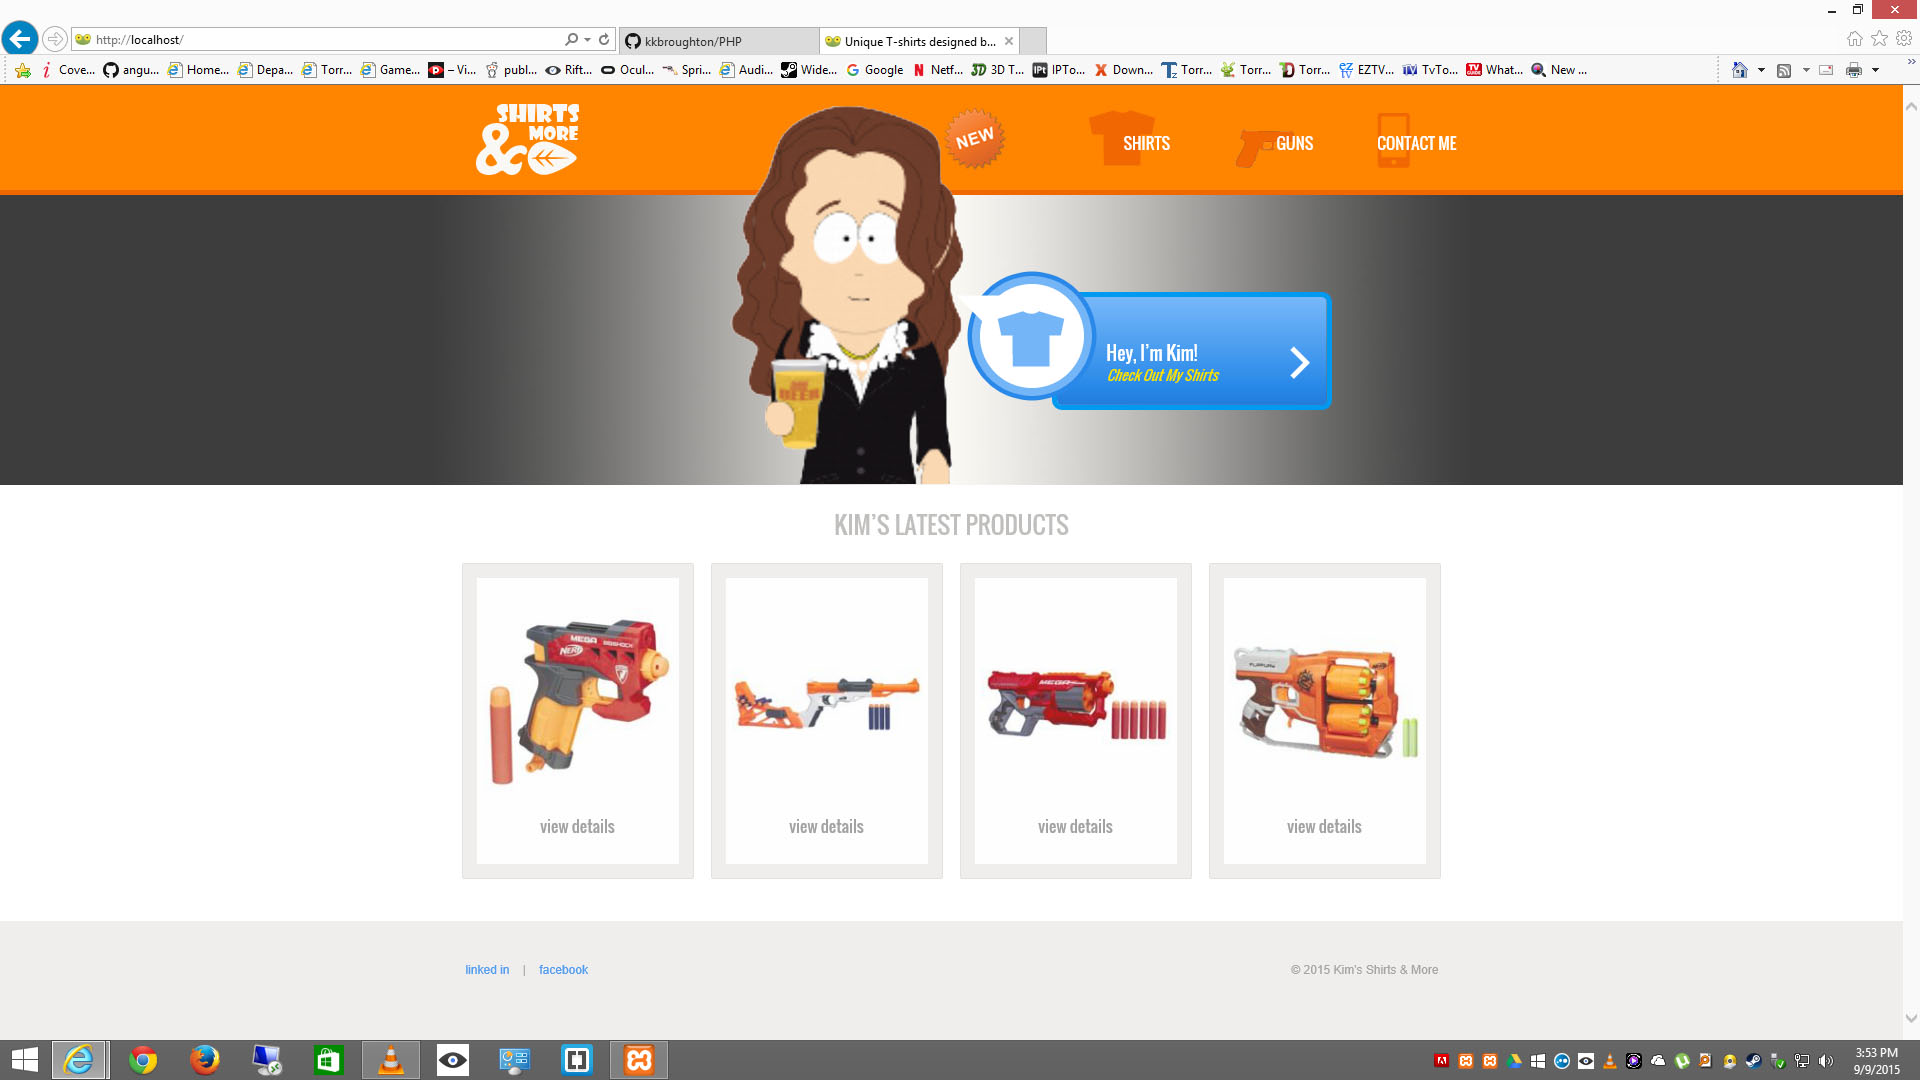 http://localhost/
kkbroughton/PHP
Unique T-shirts designed b...
Cove...
angu...
Home...
Depa...
Torr...
Game...
– Vi...
publ...
Rift...
Ocul...
Spri...
Audi...
Wide...
Google
Netf...
3D T...
IPTo...
Down...
Torr...
Torr...
Torr...
EZTV...
TvTo...
What...
New ...
SHIRTS
& MORE
NEW
SHIRTS
GUNS
CONTACT ME
Hey, I'm Kim!
Check Out My Shirts
BEER
KIM'S LATEST PRODUCTS
MEGA
NERF
MEGA
view details
view details
view details
view details
linked in | facebook
© 2015 Kim's Shirts & More
3:53 PM
9/9/2015